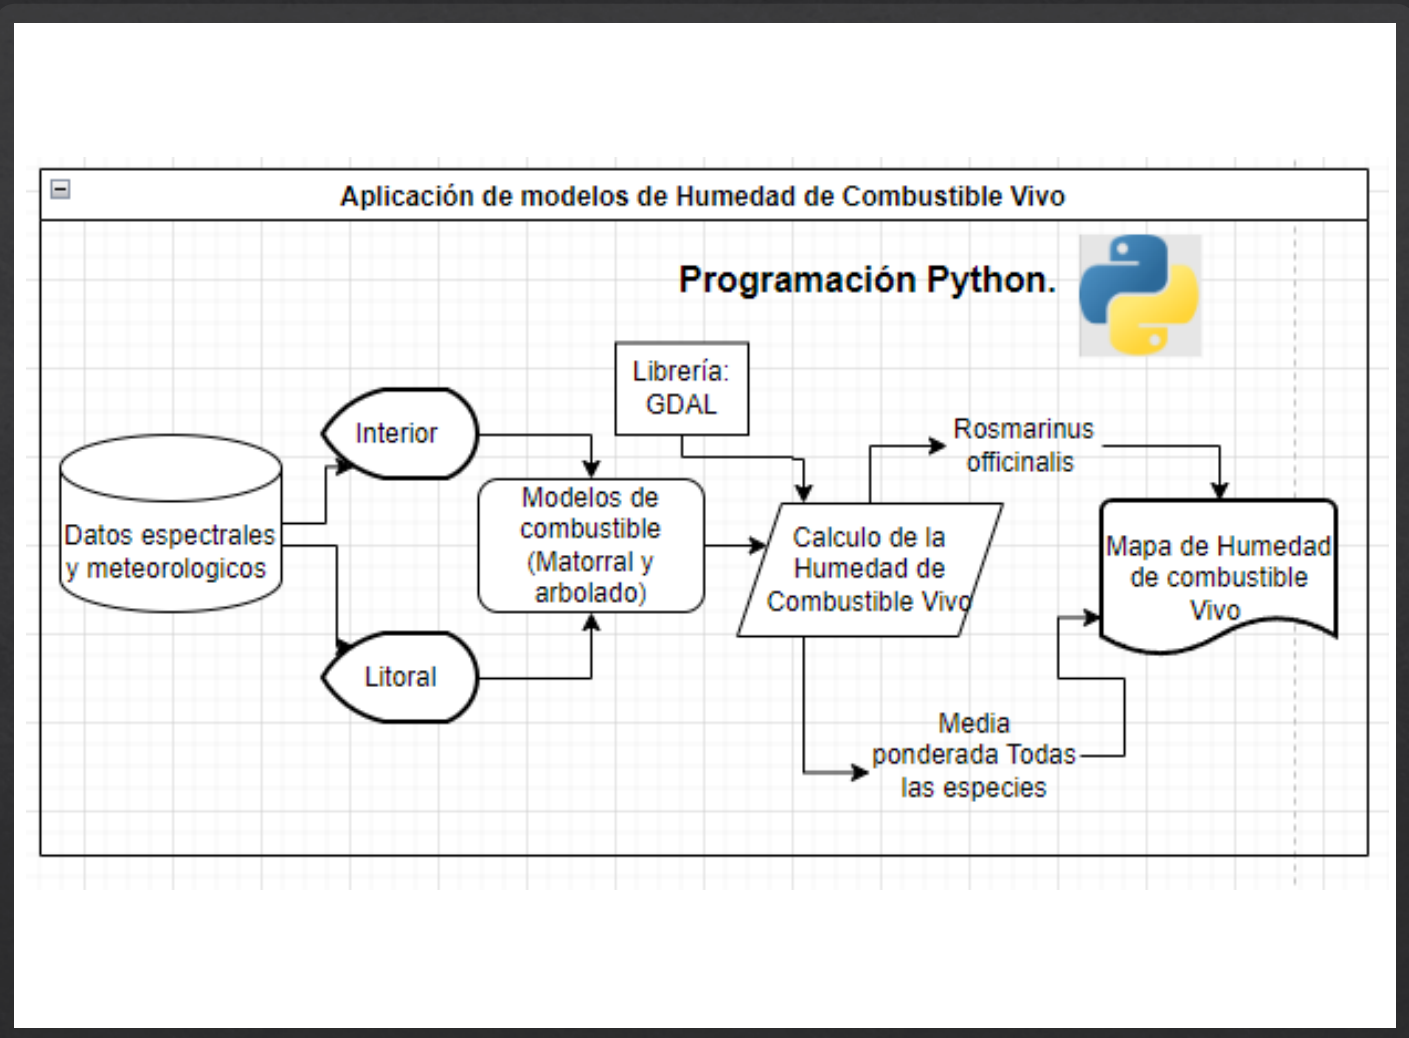 Aplicación de modelos de Humedad de Combustible Vivo
Programación Python.
Librería:
GDAL
Interior
Rosmarinus
officinalis
Datos espectrales
y meteorologicos
Modelos de
combustible
(Matorral y
arbolado)
Calculo de la
Humedad de
Combustible Vivo
Mapa de Humedad
de combustible
Vivo
Litoral
Media
ponderada Todas
las especies